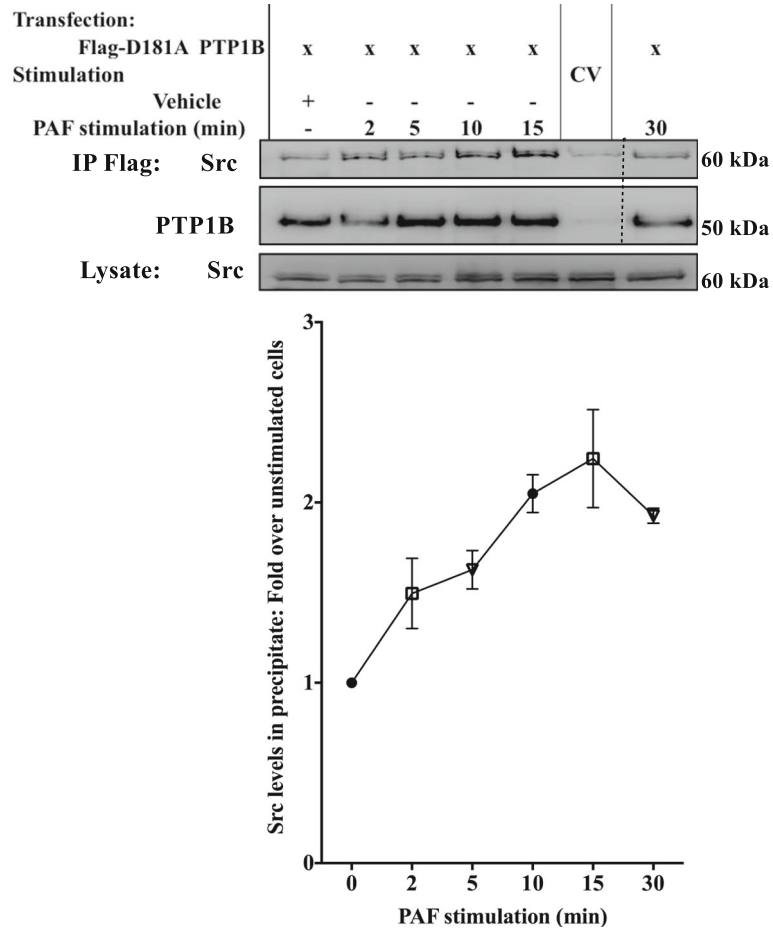 Transfection:
Flag-D181A PTP1B x x x x x x
Stimulation CV
Vehicle + - - - -
PAF stimulation (min) - 2 5 10 15 30
IP Flag: Src 60 kDa
PTP1B 50 kDa
Lysate: Src 60 kDa
Src levels in precipitate: Fold over unstimulated cells
3
2
1
0
0 2 5 10 15 30
PAF stimulation (min)